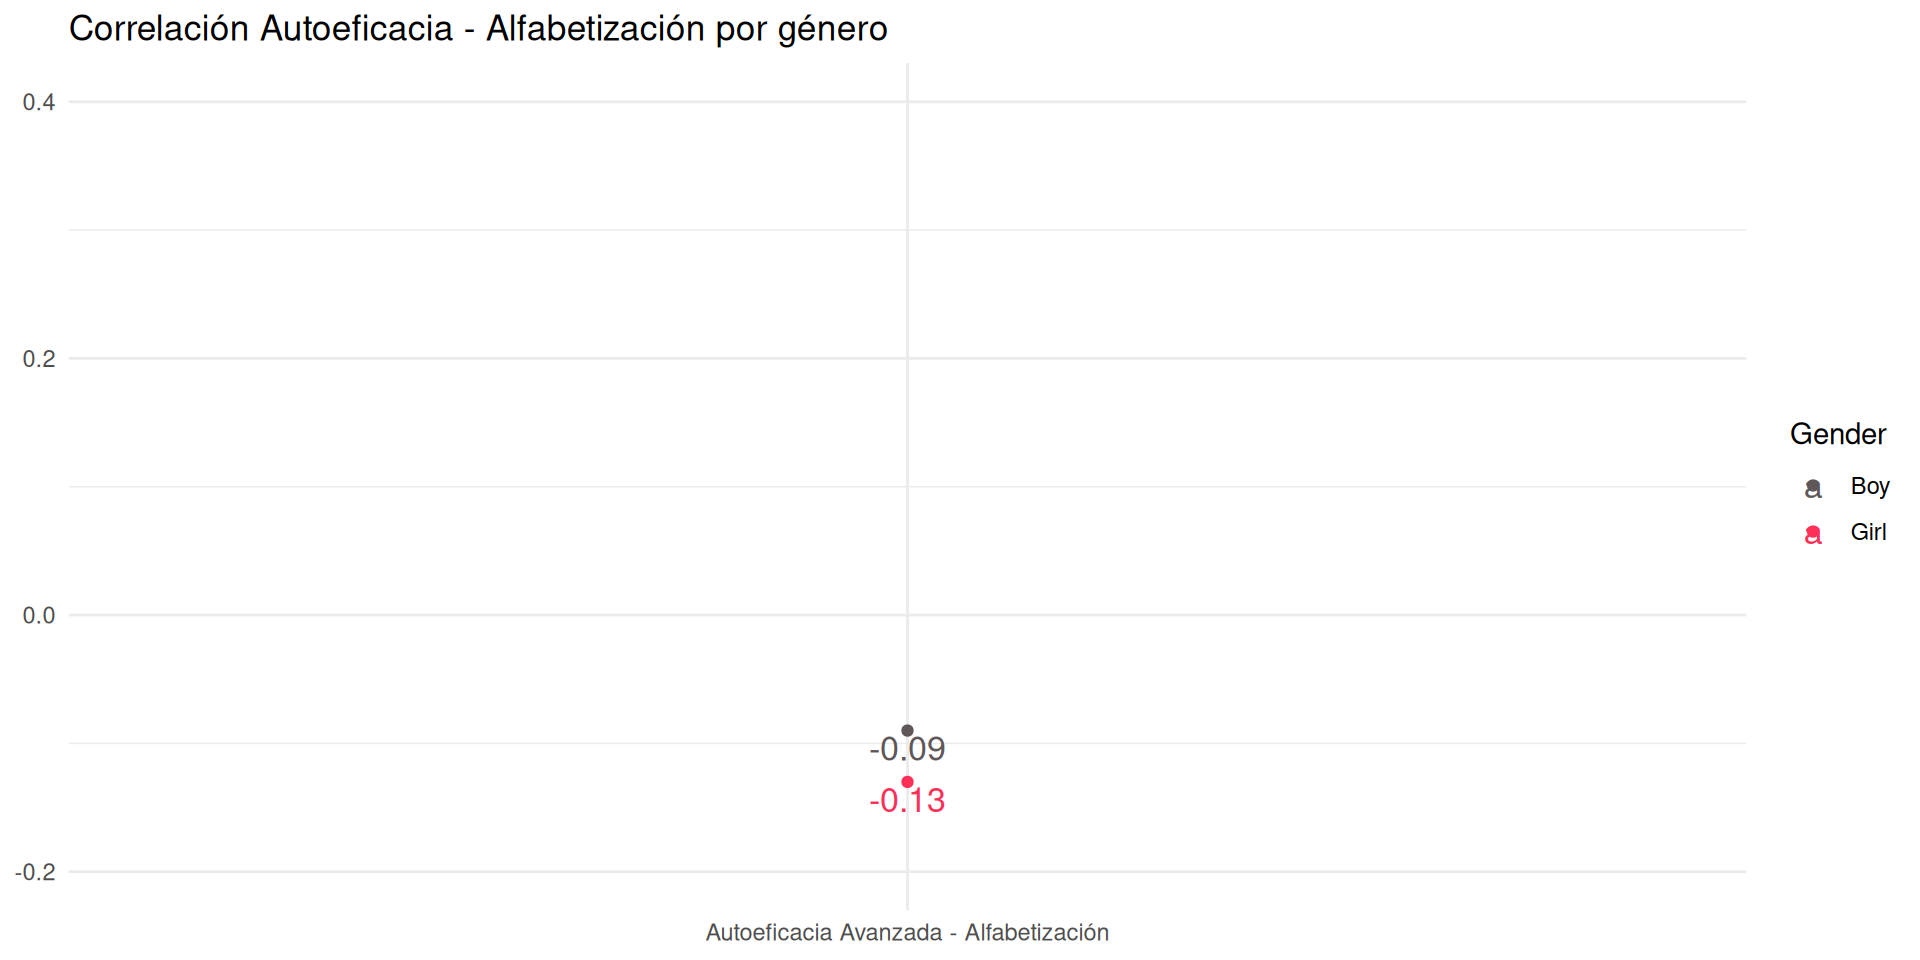 Correlación Autoeficacia - Alfabetización por género
0.4
0.2
0.0
-0.2
-0.09
-0.13
Autoeficacia Avanzada - Alfabetización
Gender
a Boy
a Girl